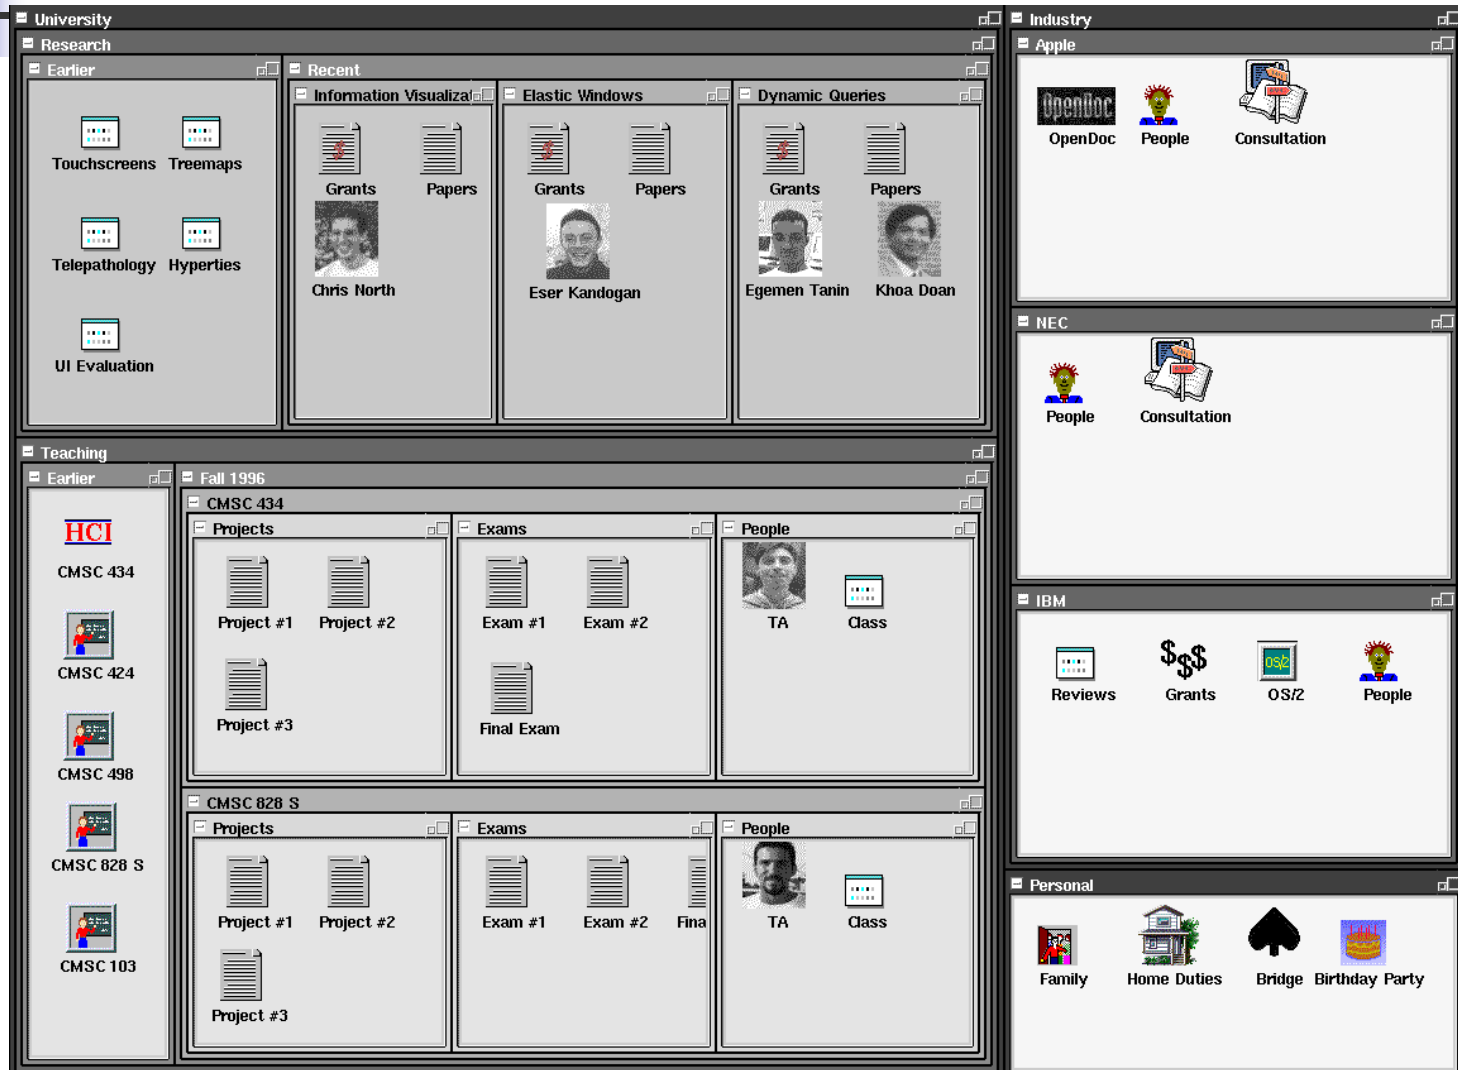 University
Research
Earlier
Touchscreens Treemaps
Telepathology Hyperties
UI Evaluation
Recent
Information Visualizat
Grants Papers
Chris North
Elastic Windows
Grants Papers
Eser Kandogan
Dynamic Queries
Grants Papers
Egemen Tanin Khoa Doan
Teaching
Earlier
HCI
CMSC 434
CMSC 424
CMSC 498
CMSC 828 S
CMSC 103
Fall 1996
CMSC 434
Projects
Project #1 Project #2
Project #3
Exams
Exam #1 Exam #2
Final Exam
People
TA Class
CMSC 828 S
Projects
Project #1 Project #2
Project #3
Exams
Exam #1 Exam #2 Fina
People
TA Class
Industry
Apple
OpenDoc
OpenDoc People Consultation
NEC
People Consultation
IBM
$$$
OS/2
Reviews Grants OS/2 People
Personal
Family Home Duties Bridge Birthday Party